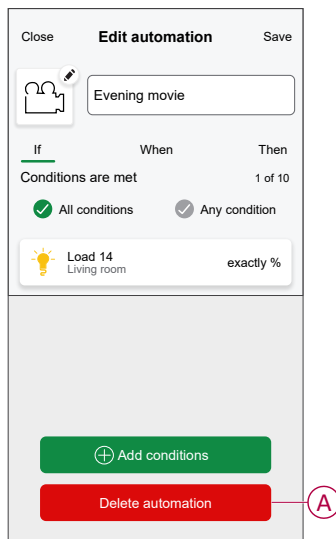 Close Edit automation Save
Evening movie
If When Then
Conditions are met 1 of 10
All conditions Any condition
Load 14
Living room
exactly %
Add conditions
Delete automation
A